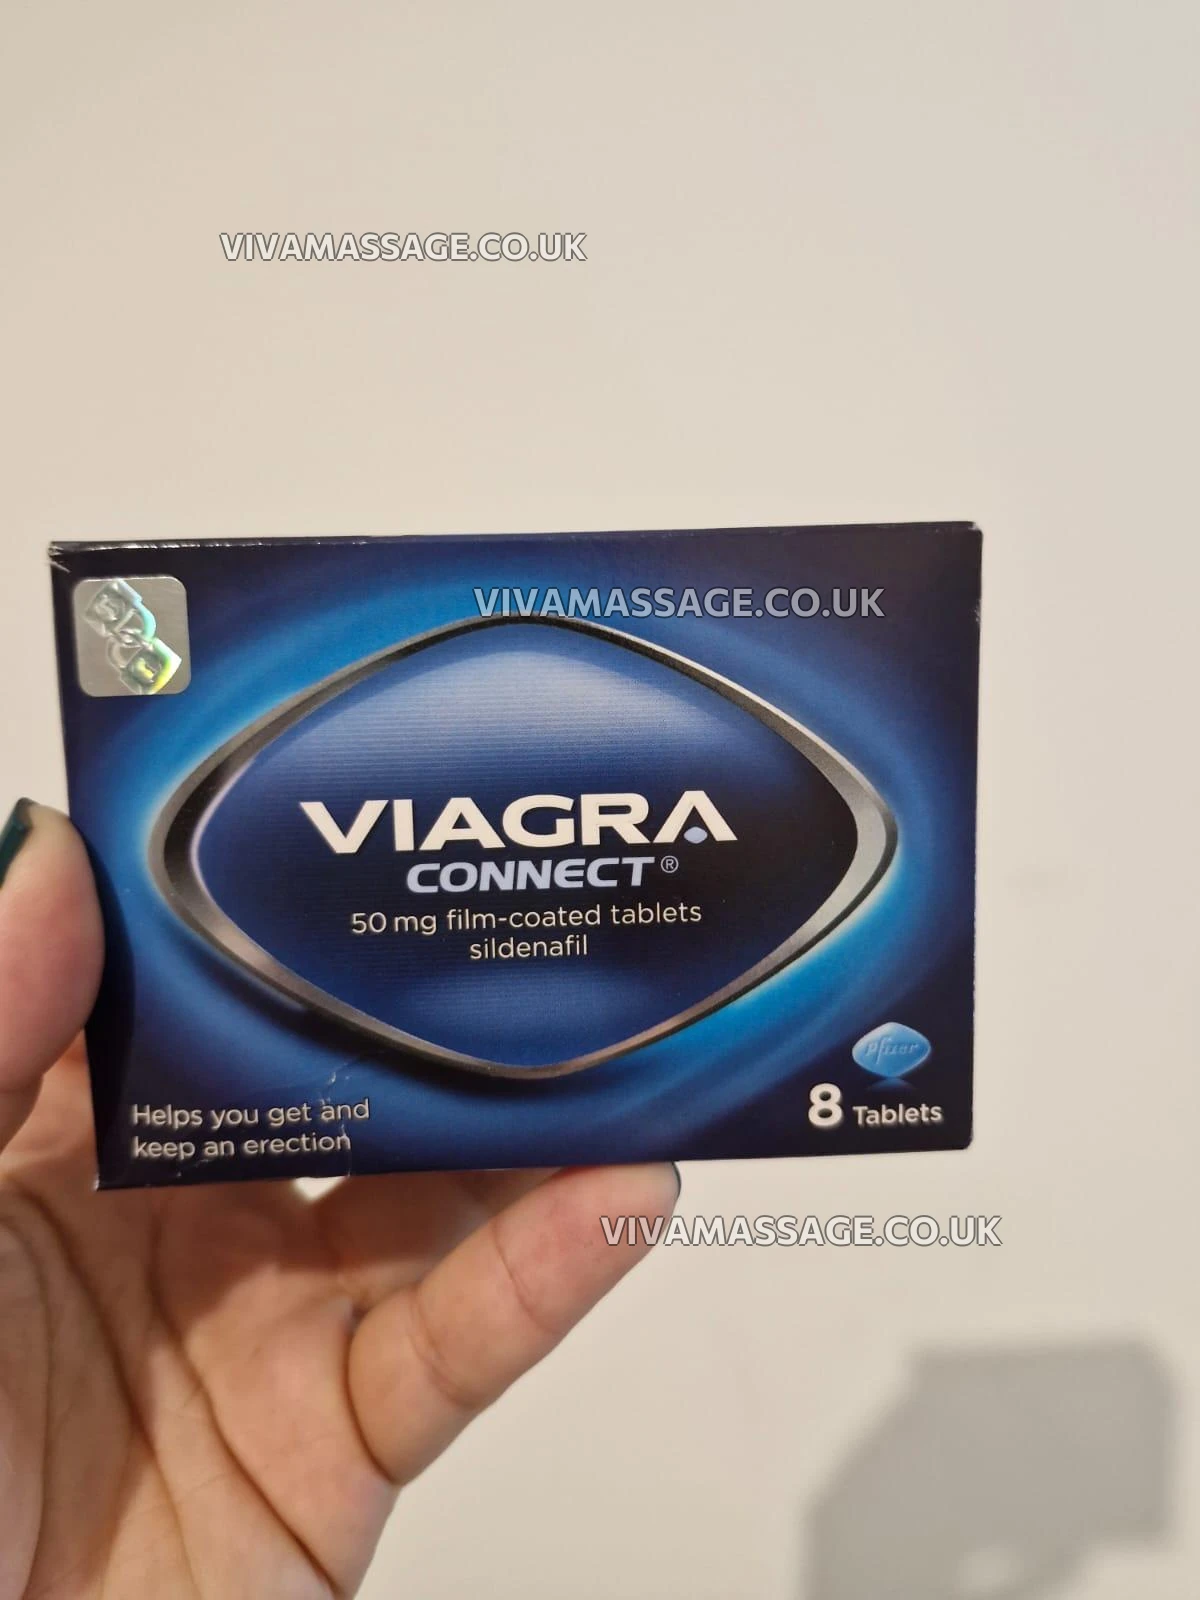 VIVAMASSAGE.CO.UK
VIVAMASSAGE.CO.UK
VIAGRA
CONNECT®
50 mg film-coated tablets
sildenafil
Pfizer
8 Tablets
Helps you get and
keep an erection
VIVAMASSAGE.CO.UK